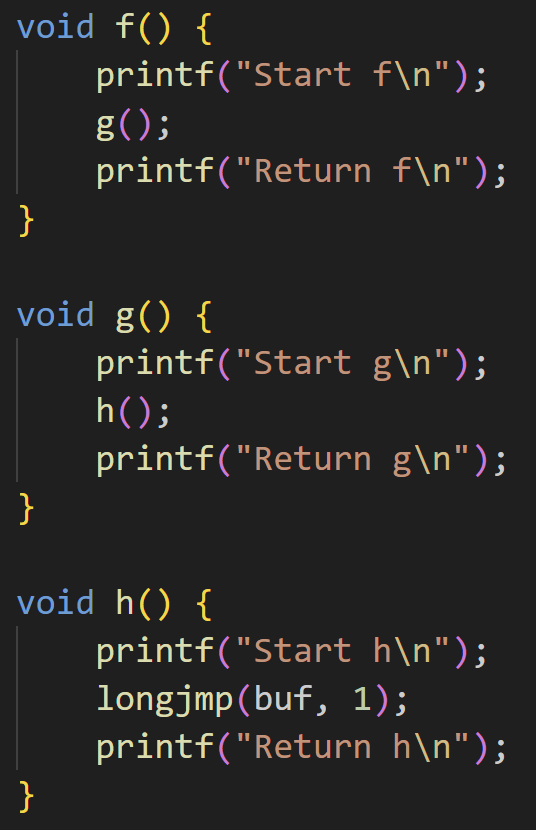 void f() {
    printf("Start f\n");
    g();
    printf("Return f\n");
}

void g() {
    printf("Start g\n");
    h();
    printf("Return g\n");
}

void h() {
    printf("Start h\n");
    longjmp(buf, 1);
    printf("Return h\n");
}